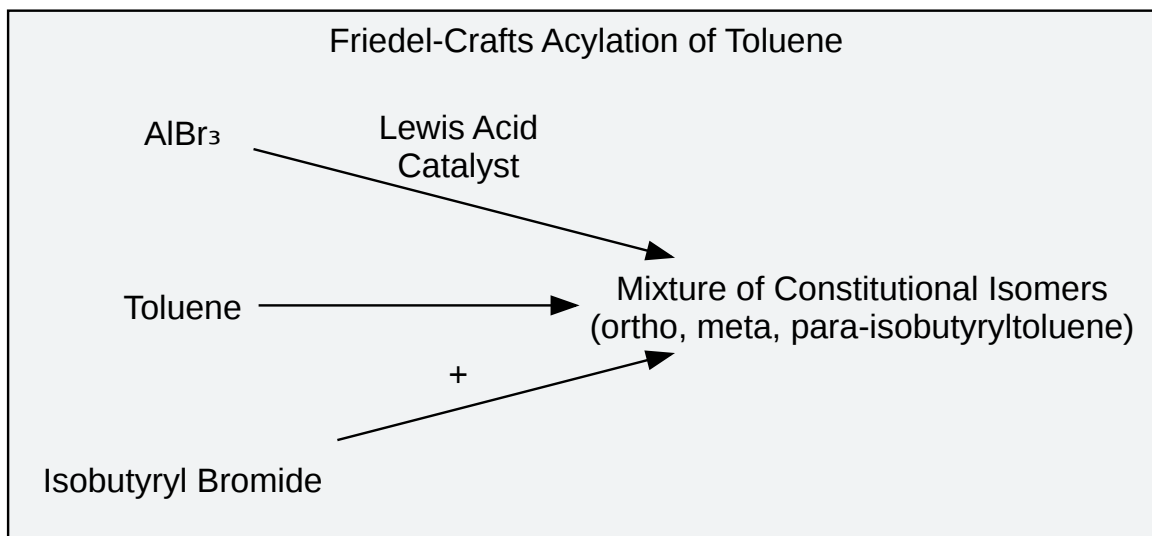 Friedel-Crafts Acylation of Toluene
AlBr₃
Lewis Acid
Catalyst
Toluene
Mixture of Constitutional Isomers
(ortho, meta, para-isobutyryltoluene)
+
Isobutyryl Bromide